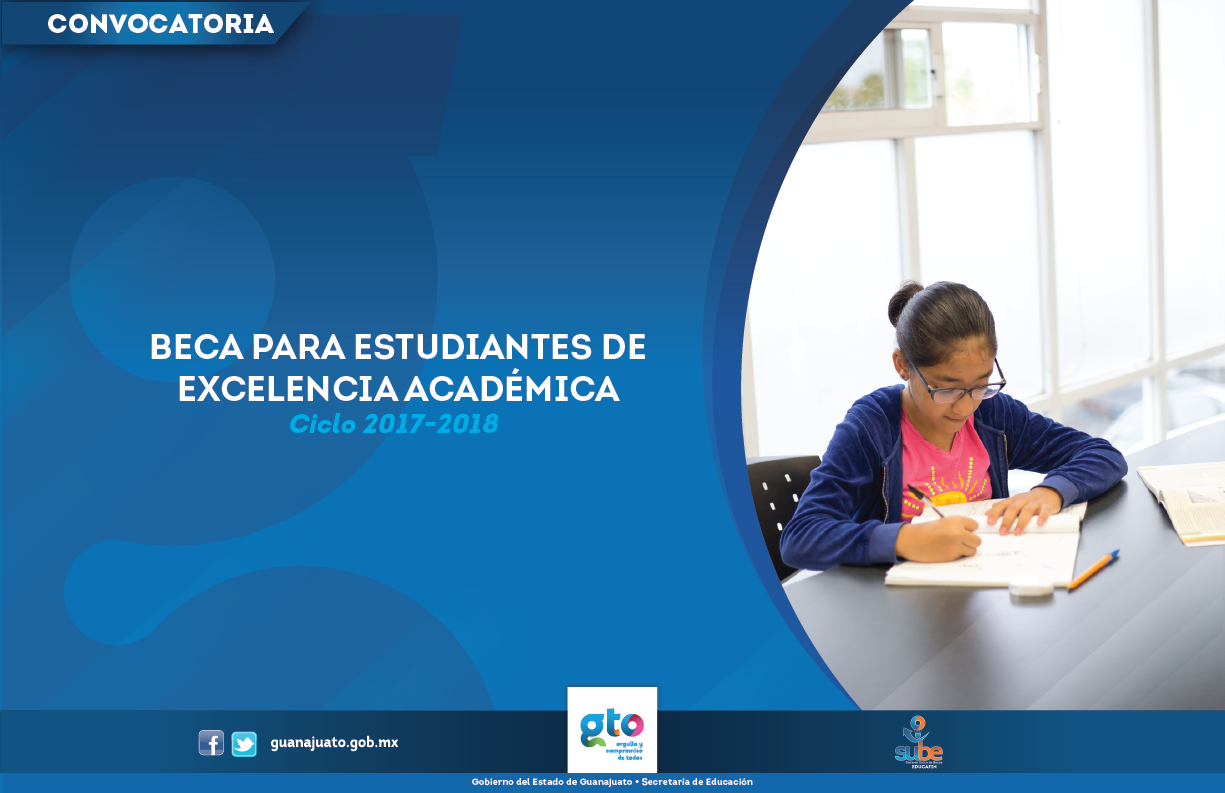 CONVOCATORIA
BECA PARA ESTUDIANTES DE
EXCELENCIA ACADÉMICA
Ciclo 2017-2018
guanajuato.gob.mx
gto
orgullo y
compromiso
de todos
sube
EDUCAFIN
Gobierno del Estado de Guanajuato • Secretaría de Educación